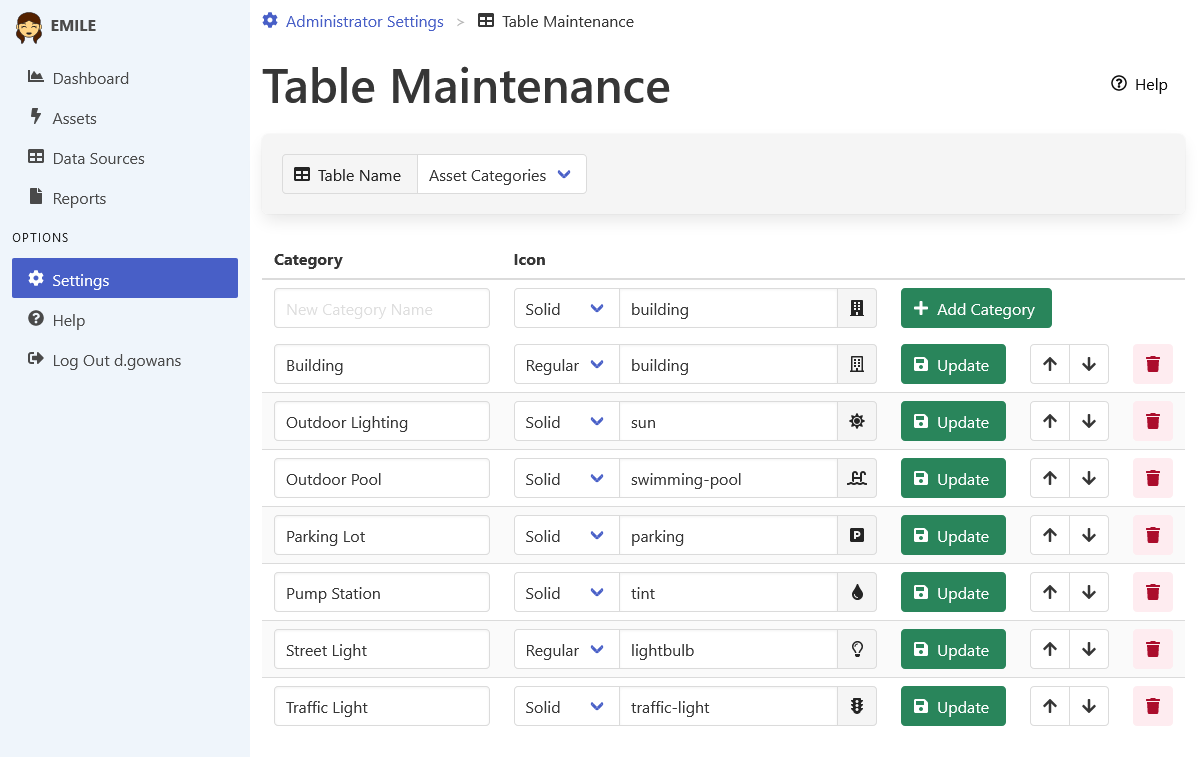 EMILE
Dashboard
Assets
Data Sources
Reports
OPTIONS
Settings
Help
Log Out d.gowans
Administrator Settings > Table Maintenance
Table Maintenance
Help
Table Name Asset Categories
Category Icon
New Category Name Solid building Add Category
Building Regular building Update
Outdoor Lighting Solid sun Update
Outdoor Pool Solid swimming-pool Update
Parking Lot Solid parking Update
Pump Station Solid tint Update
Street Light Regular lightbulb Update
Traffic Light Solid traffic-light Update